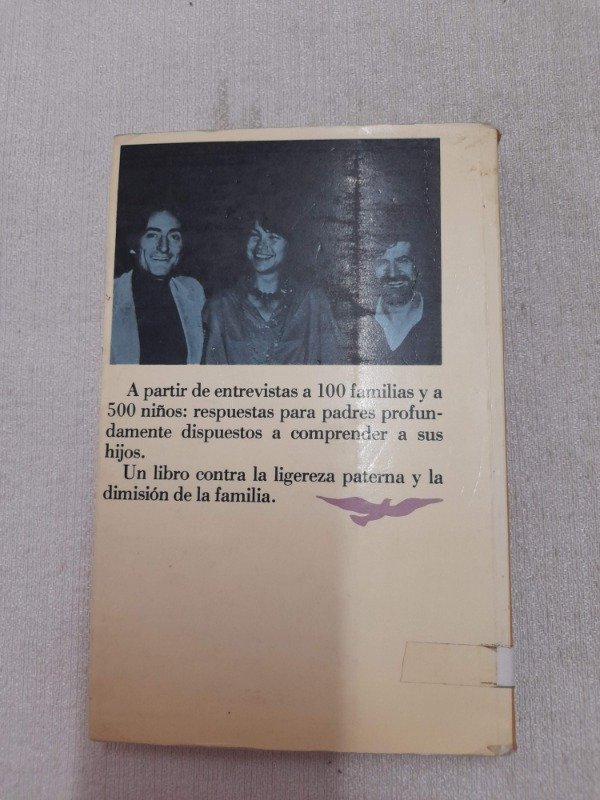 A partir de entrevistas a 100 familias y a
500 niños: respuestas para padres profun-
damente dispuestos a comprender a sus
hijos.
Un libro contra la ligereza paterna y la
dimisión de la familia.